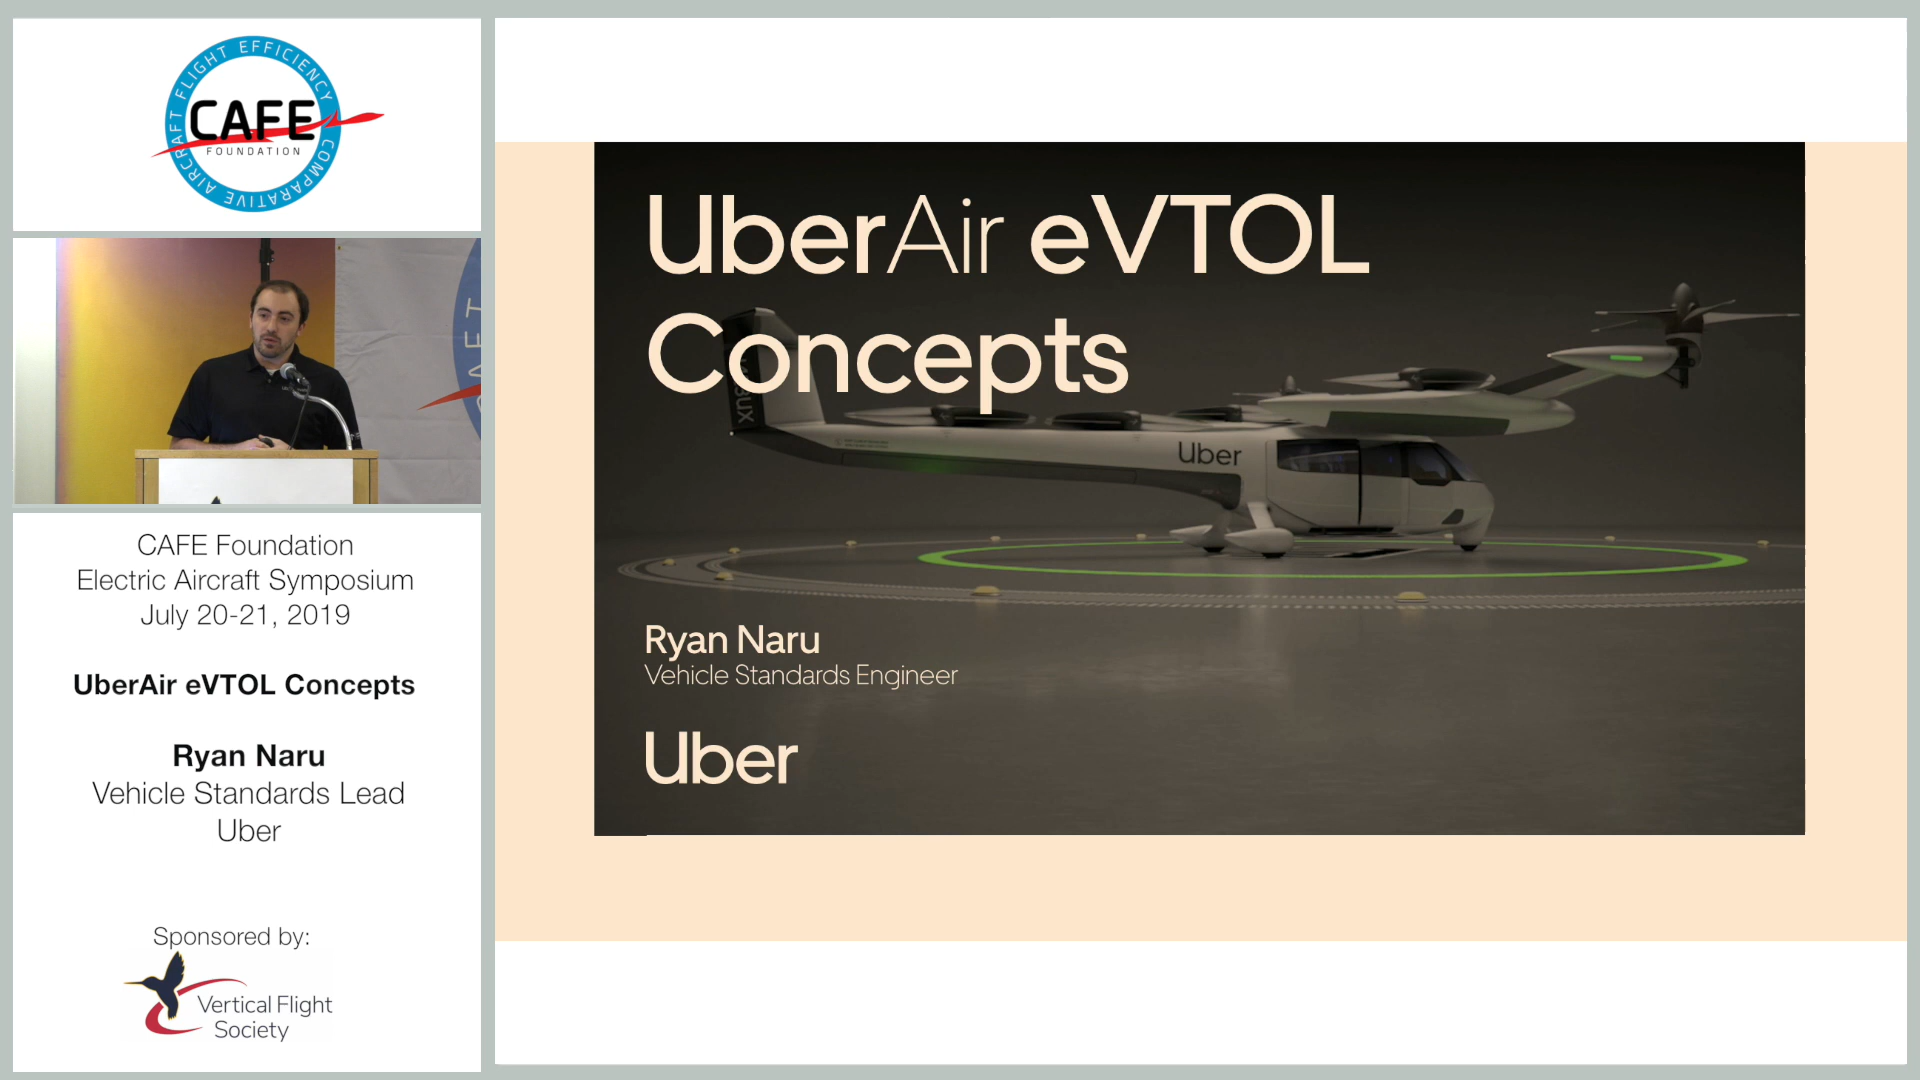 COMPARATIVE AIRCRAFT FLIGHT EFFICIENCY
CAFE
FOUNDATION
CAFE Foundation
Electric Aircraft Symposium
July 20-21, 2019
UberAir eVTOL Concepts
Ryan Naru
Vehicle Standards Lead
Uber
Sponsored by:
Vertical Flight
Society
UberAir eVTOL
Concepts
Uber
Ryan Naru
Vehicle Standards Engineer
Uber